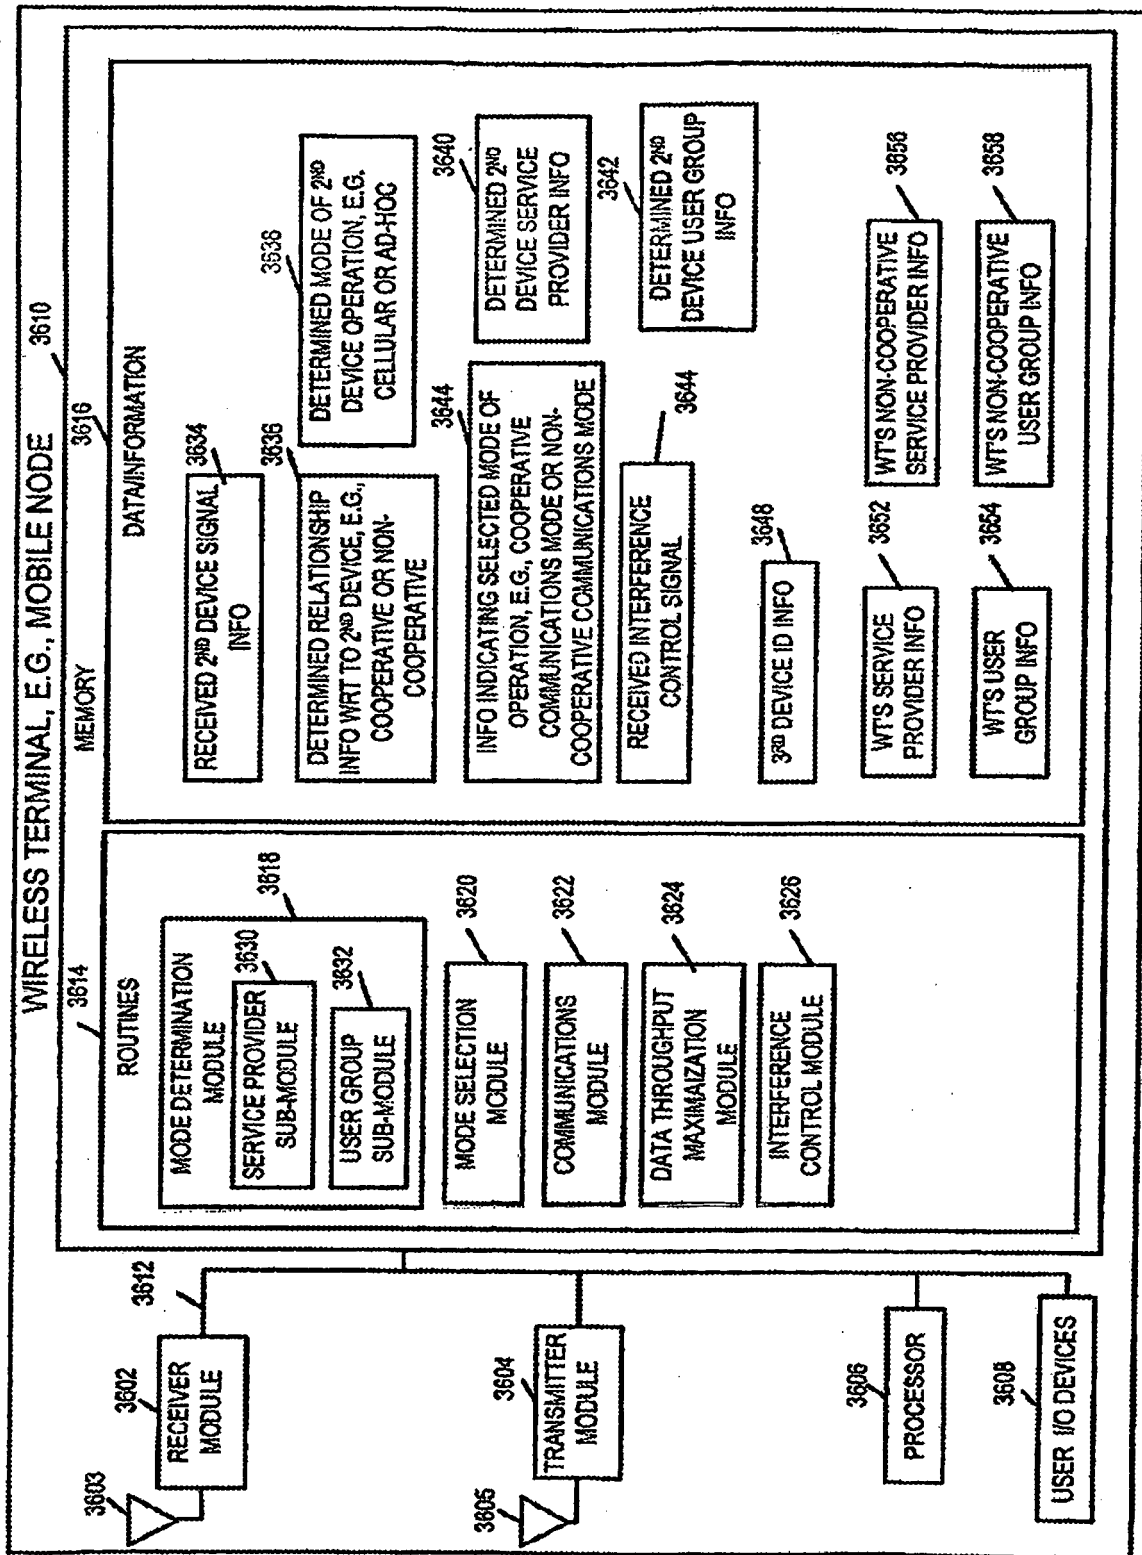 WIRELESS TERMINAL, E.G., MOBILE NODE
3610
MEMORY
3603
3602
RECEIVER
MODULE
3612
3605
3604
TRANSMITTER
MODULE
3606
PROCESSOR
3608
USER I/O DEVICES
3614
ROUTINES
3618
MODE DETERMINATION
MODULE
3630
SERVICE PROVIDER
SUB-MODULE
3632
USER GROUP
SUB-MODULE
3620
MODE SELECTION
MODULE
3622
COMMUNICATIONS
MODULE
3624
DATA THROUGHPUT
MAXIMAIZATION
MODULE
3626
INTERFERENCE
CONTROL MODULE
3616
DATA/INFORMATION
3634
RECEIVED 2ND DEVICE SIGNAL
INFO
3636
DETERMINED RELATIONSHIP
INFO WRT TO 2ND DEVICE, E.G.,
COOPERATIVE OR NON-
COOPERATIVE
3638
DETERMINED MODE OF 2ND
DEVICE OPERATION, E.G.
CELLULAR OR AD-HOC
3644
INFO INDICATING SELECTED MODE OF
OPERATION, E.G., COOPERATIVE
COMMUNICATIONS MODE OR NON-
COOPERATIVE COMMUNICATIONS MODE
3640
DETERMINED 2ND
DEVICE SERVICE
PROVIDER INFO
3644
RECEIVED INTERFERENCE
CONTROL SIGNAL
3642
DETERMINED 2ND
DEVICE USER GROUP
INFO
3648
3RD DEVICE ID INFO
3652
WT'S SERVICE
PROVIDER INFO
3656
WT'S NON-COOPERATIVE
SERVICE PROVIDER INFO
3654
WT'S USER
GROUP INFO
3658
WT'S NON-COOPERATIVE
USER GROUP INFO